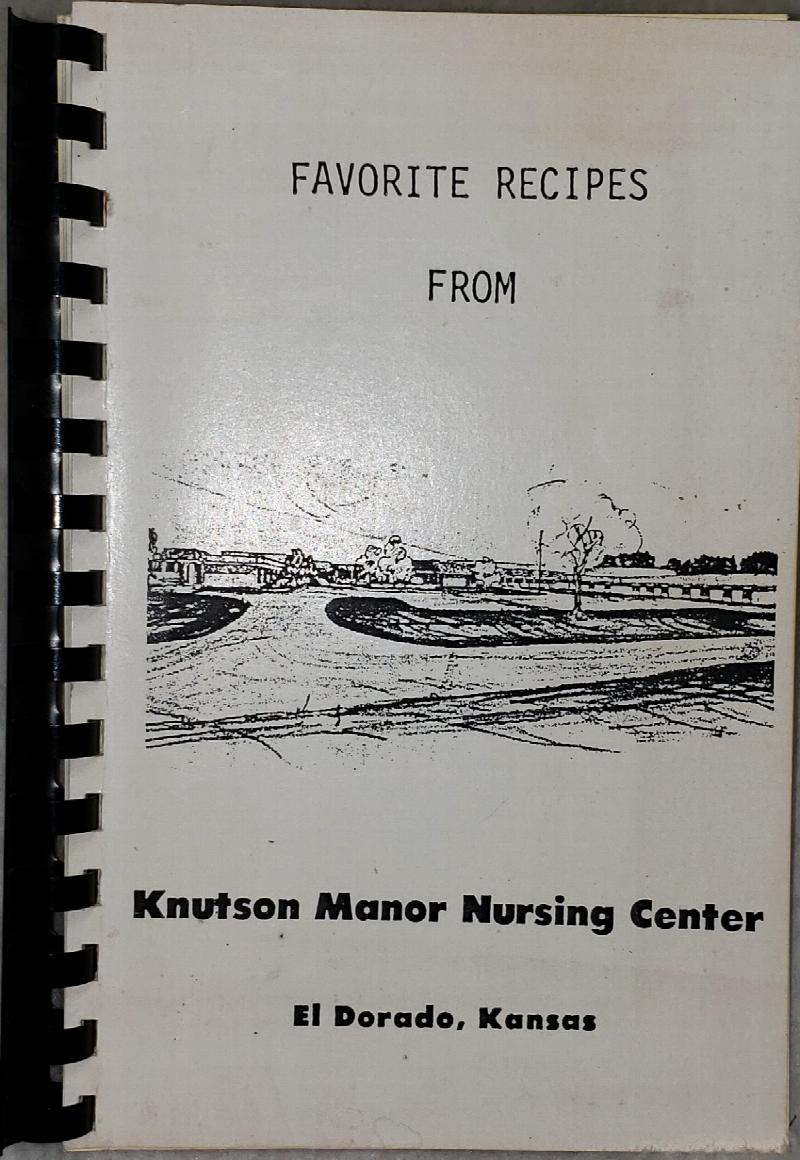 FAVORITE RECIPES
FROM
Knutson Manor Nursing Center
El Dorado, Kansas